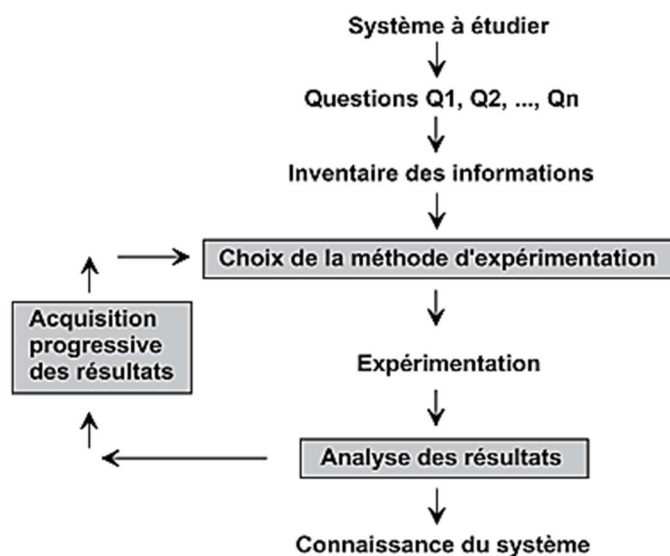 Système à étudier
Questions Q1, Q2, ..., Qn
Inventaire des informations
Choix de la méthode d'expérimentation
Acquisition
progressive
des résultats
Expérimentation
Analyse des résultats
Connaissance du système